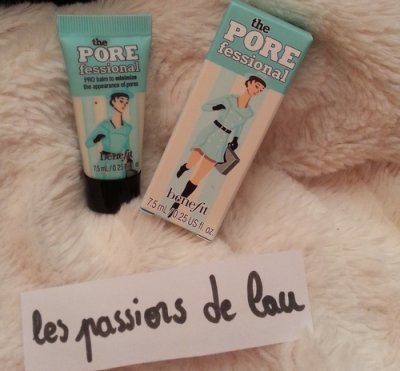 the
PORE
fessional
PRO balm to minimize
the appearance of pores
benefit
7.5 mL / 0.25 US fl. oz.
the
PORE
fessional
benefit
7.5 mL / 0.25 US fl. oz.
les passions de lau